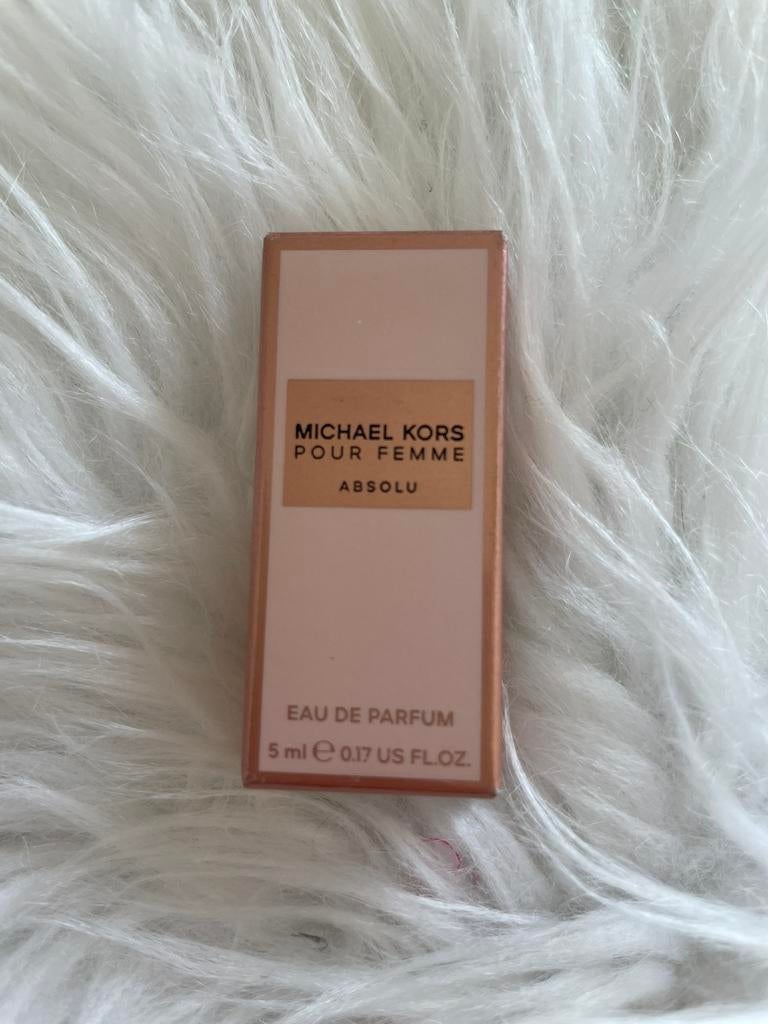 MICHAEL KORS
POUR FEMME
ABSOLU
EAU DE PARFUM
5 ml ℮ 0.17 US FL.OZ.